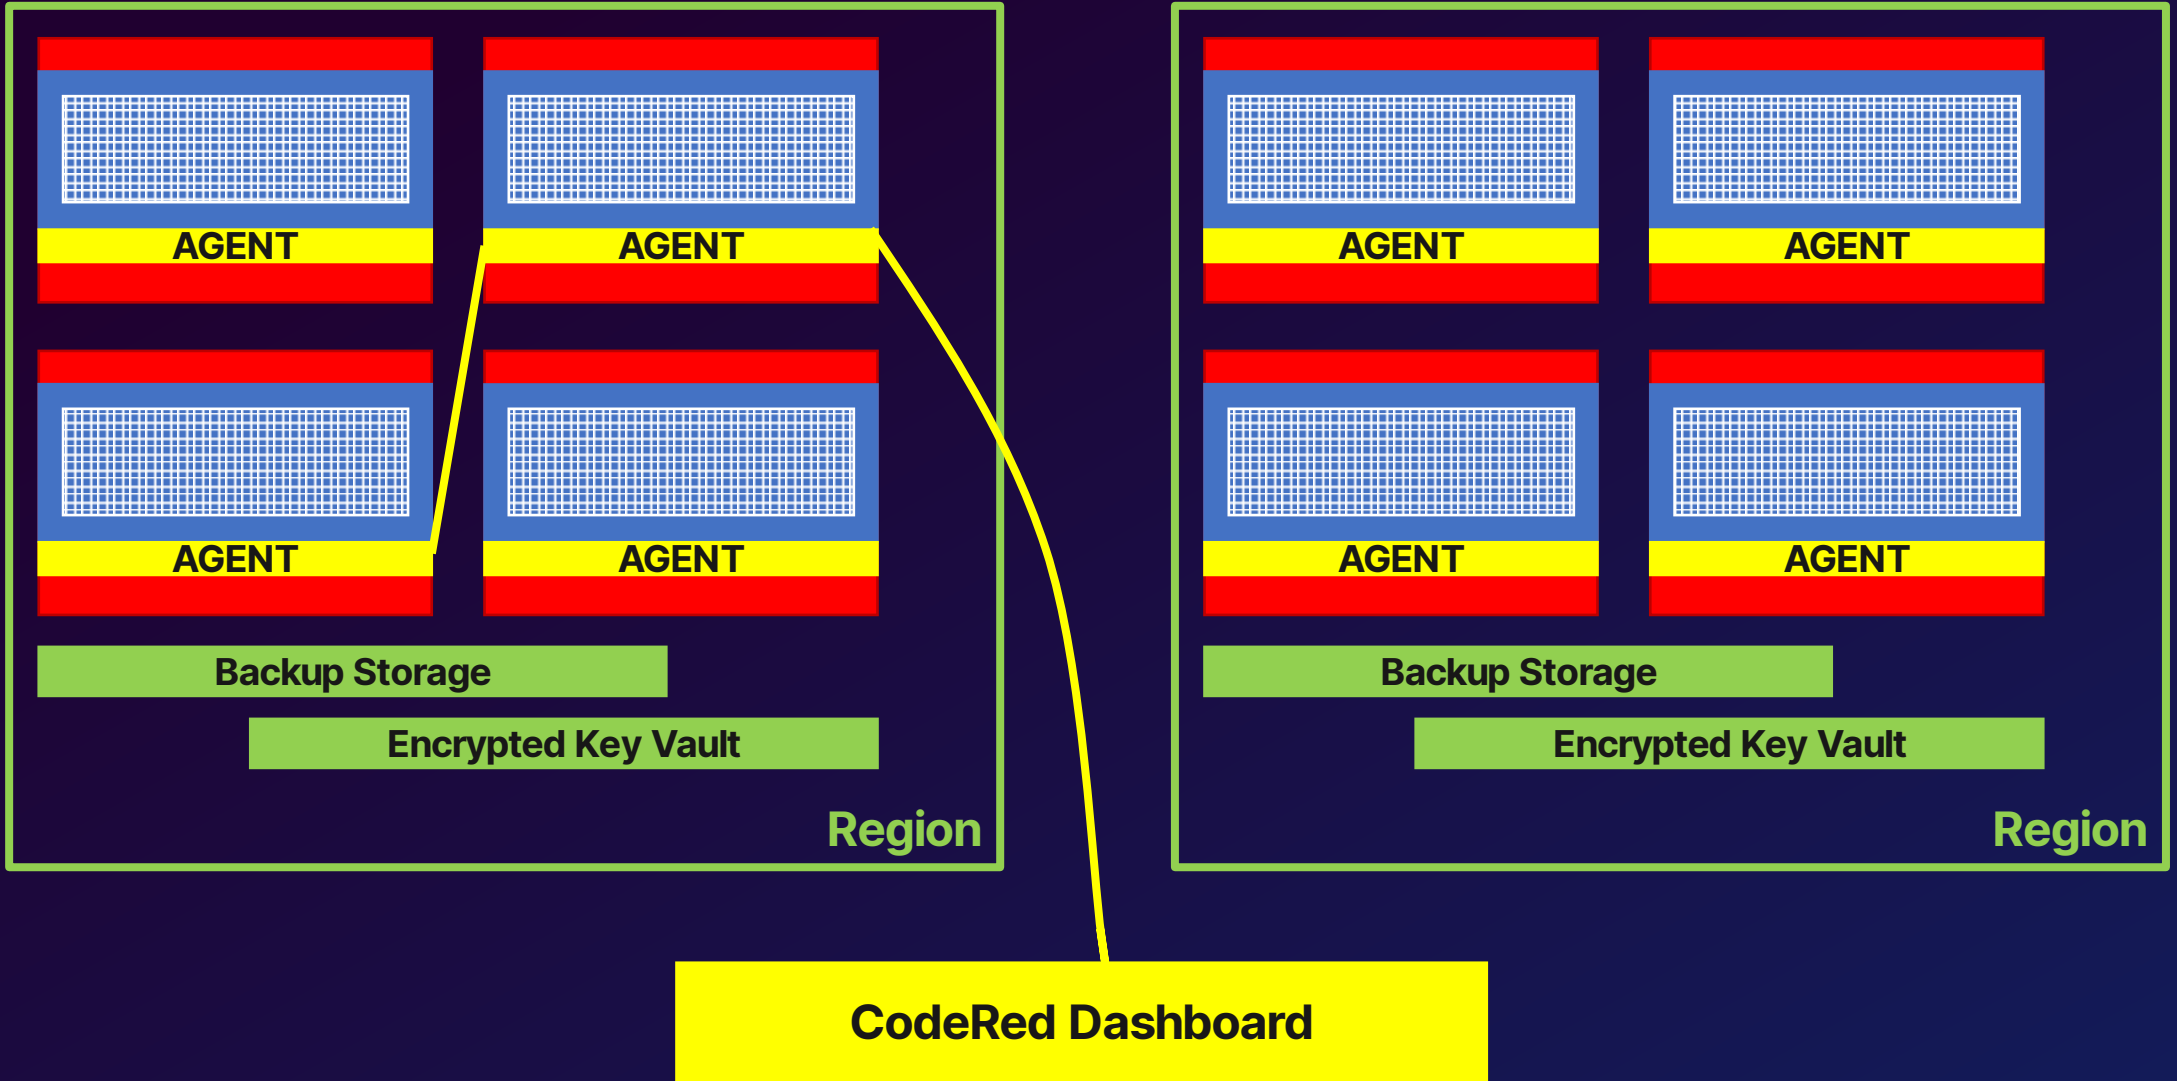 AGENT
AGENT
AGENT
AGENT
Backup Storage
Encrypted Key Vault
Region
AGENT
AGENT
AGENT
AGENT
Backup Storage
Encrypted Key Vault
Region
CodeRed Dashboard